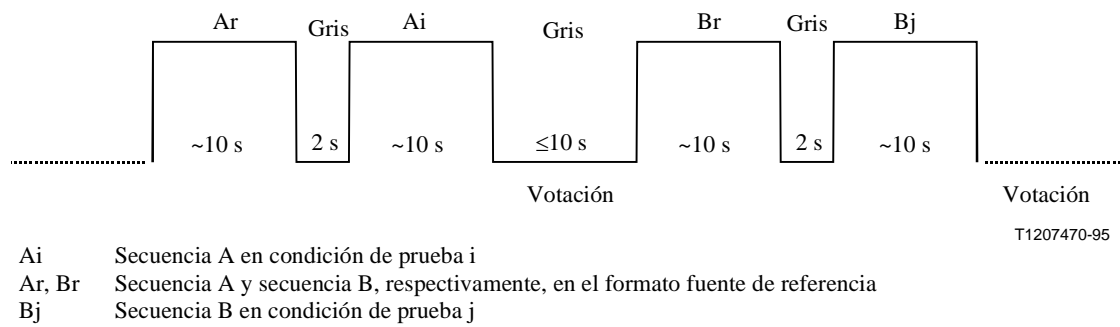 Ar Gris Ai Gris Br Gris Bj
~10 s 2 s ~10 s ≤10 s ~10 s 2 s ~10 s
Votación Votación
T1207470-95
Ai Secuencia A en condición de prueba i
Ar, Br Secuencia A y secuencia B, respectivamente, en el formato fuente de referencia
Bj Secuencia B en condición de prueba j